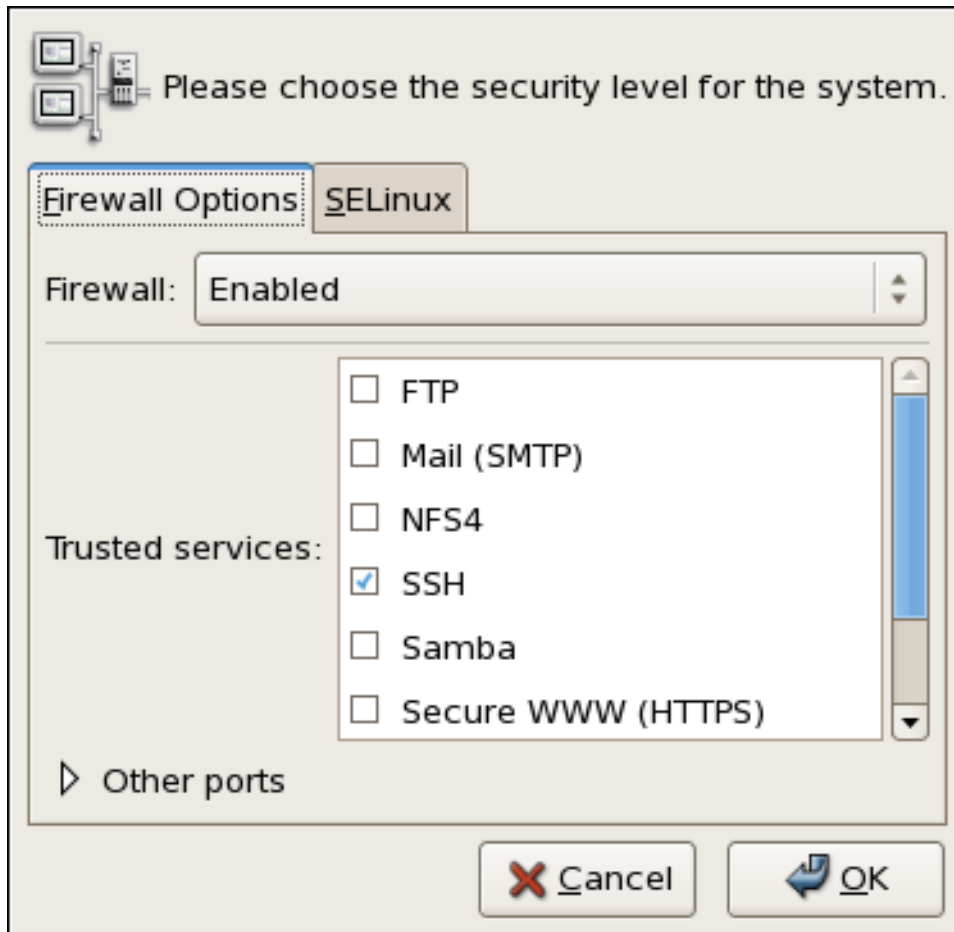 Please choose the security level for the system.
Firewall Options
SELinux
Firewall: Enabled
FTP
Mail (SMTP)
NFS4
Trusted services:
SSH
Samba
Secure WWW (HTTPS)
Other ports
Cancel
OK